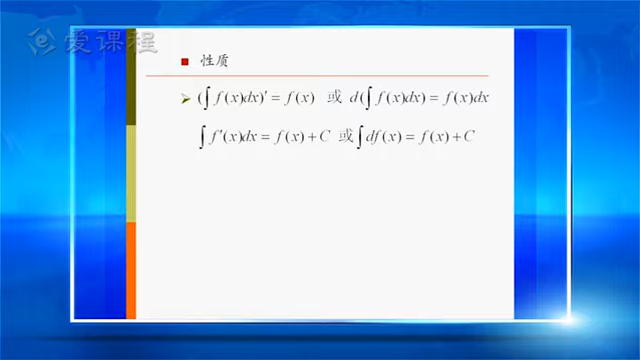 爱课程
性质
(∫ f(x)dx)′ = f(x) 或 d(∫ f(x)dx) = f(x)dx
∫ f′(x)dx = f(x) + C 或 ∫ df(x) = f(x) + C